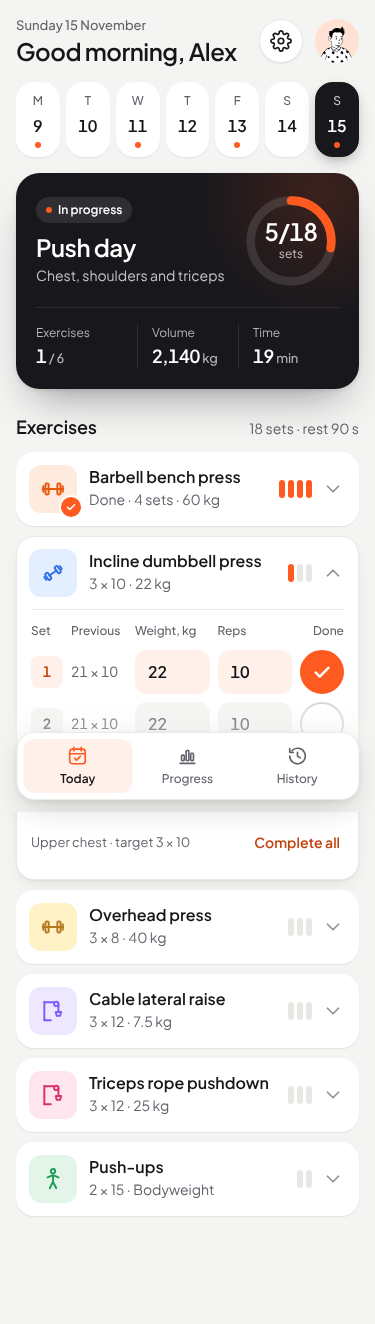 Sunday 15 November
Good morning, Alex
M T W T F S S
9 10 11 12 13 14 15
In progress
Push day
Chest, shoulders and triceps
5/18
sets
Exercises Volume Time
1 / 6 2,140 kg 19 min
Exercises 18 sets · rest 90 s
Barbell bench press
Done · 4 sets · 60 kg
Incline dumbbell press
3 × 10 · 22 kg
Set Previous Weight, kg Reps Done
1 21 × 10 22 10
2 21 × 10 22 10
Today Progress History
Upper chest · target 3 × 10 Complete all
Overhead press
3 × 8 · 40 kg
Cable lateral raise
3 × 12 · 7.5 kg
Triceps rope pushdown
3 × 12 · 25 kg
Push-ups
2 × 15 · Bodyweight